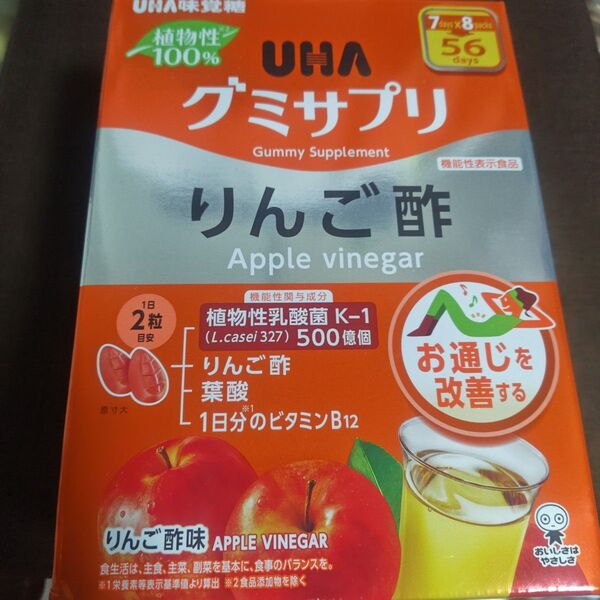 UHA味覚糖
植物性※2
100%
7days×8sacks
56
days
UHA
グミサプリ
Gummy Supplement
機能性表示食品
りんご酢
Apple vinegar
1日
2粒
目安
原寸大
機能性関与成分
植物性乳酸菌 K-1
(L.casei 327) 500億個
りんご酢
葉酸
1日分※1のビタミンB12
お通じを
改善する
りんご酢味 APPLE VINEGAR
食生活は、主食、主菜、副菜を基本に、食事のバランスを。
※1 栄養素等表示基準値より算出 ※2 食品添加物を除く
おいしさは
やさしさ